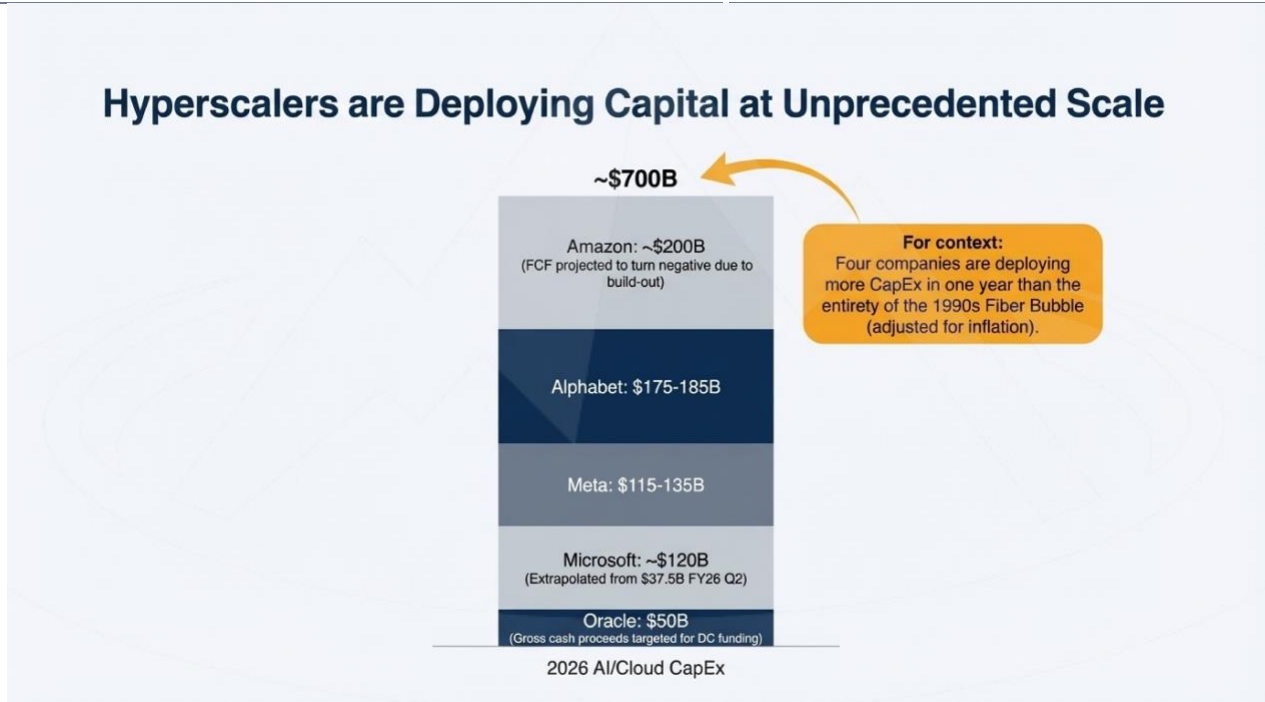 Hyperscalers are Deploying Capital at Unprecedented Scale
~$700B
For context:
Four companies are deploying
more CapEx in one year than the
entirety of the 1990s Fiber Bubble
(adjusted for inflation).
Amazon: ~$200B
(FCF projected to turn negative due to
build-out)
Alphabet: $175-185B
Meta: $115-135B
Microsoft: ~$120B
(Extrapolated from $37.5B FY26 Q2)
Oracle: $50B
(Gross cash proceeds targeted for DC funding)
2026 AI/Cloud CapEx